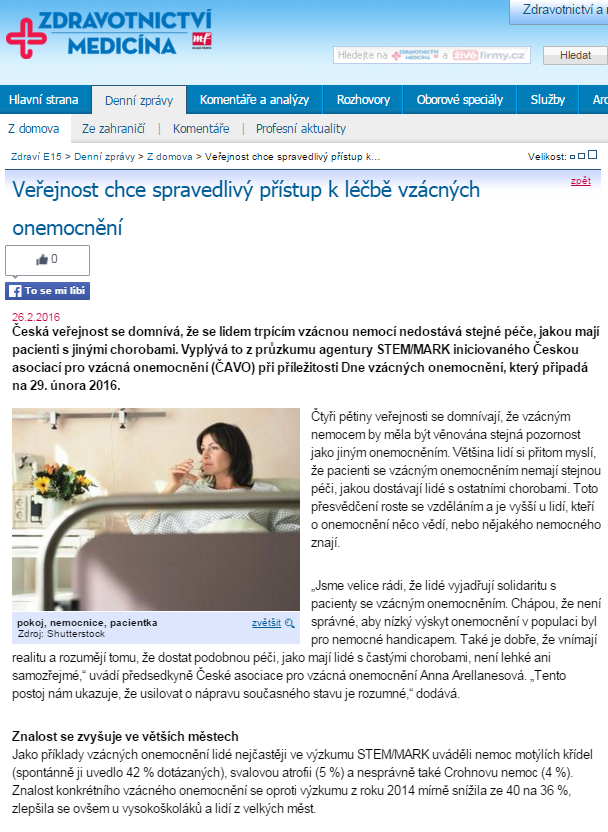 ZDRAVOTNICTVÍ
MEDICÍNA mf
Zdravotnictví a
Hledejte na ZDRAVOTNICTVÍ MEDICÍNA a živéfirmy.cz Hledat
Hlavní strana Denní zprávy Komentáře a analýzy Rozhovory Oborové speciály Služby
Z domova Ze zahraničí | Komentáře | Profesní aktuality
Zdraví E15 > Denní zprávy > Z domova > Veřejnost chce spravedlivý přístup k... Velikost:
zpět
Veřejnost chce spravedlivý přístup k léčbě vzácných
onemocnění
0
To se mi líbí
26.2.2016
Česká veřejnost se domnívá, že se lidem trpícím vzácnou nemocí nedostává stejné péče, jakou mají
pacienti s jinými chorobami. Vyplývá to z průzkumu agentury STEM/MARK iniciovaného Českou
asociací pro vzácná onemocnění (ČAVO) při příležitosti Dne vzácných onemocnění, který připadá
na 29. února 2016.
Čtyři pětiny veřejnosti se domnívají, že vzácným
nemocem by měla být věnována stejná pozornost
jako jiným onemocněním. Většina lidí si přitom myslí,
že pacienti se vzácným onemocněním nemají stejnou
péči, jakou dostávají lidé s ostatními chorobami. Toto
přesvědčení roste se vzděláním a je vyšší u lidí, kteří
o onemocnění něco vědí, nebo nějakého nemocného
znají.
pokoj, nemocnice, pacientka zvětšit
Zdroj: Shutterstock
„Jsme velice rádi, že lidé vyjadřují solidaritu s
pacienty se vzácným onemocněním. Chápou, že není
správné, aby nízký výskyt onemocnění v populaci byl
pro nemocné handicapem. Také je dobře, že vnímají
realitu a rozumějí tomu, že dostat podobnou péči, jako mají lidé s častými chorobami, není lehké ani
samozřejmé,“ uvádí předsedkyně České asociace pro vzácná onemocnění Anna Arellanesová. „Tento
postoj nám ukazuje, že usilovat o nápravu současného stavu je rozumné,“ dodává.
Znalost se zvyšuje ve větších městech
Jako příklady vzácných onemocnění lidé nejčastěji ve výzkumu STEM/MARK uváděli nemoc motýlích křídel
(spontánně ji uvedlo 42 % dotázaných), svalovou atrofii (5 %) a nesprávně také Crohnovu nemoc (4 %).
Znalost konkrétního vzácného onemocnění se oproti výzkumu z roku 2014 mírně snížila ze 40 na 36 %,
zlepšila se ovšem u vysokoškoláků a lidí z velkých měst.